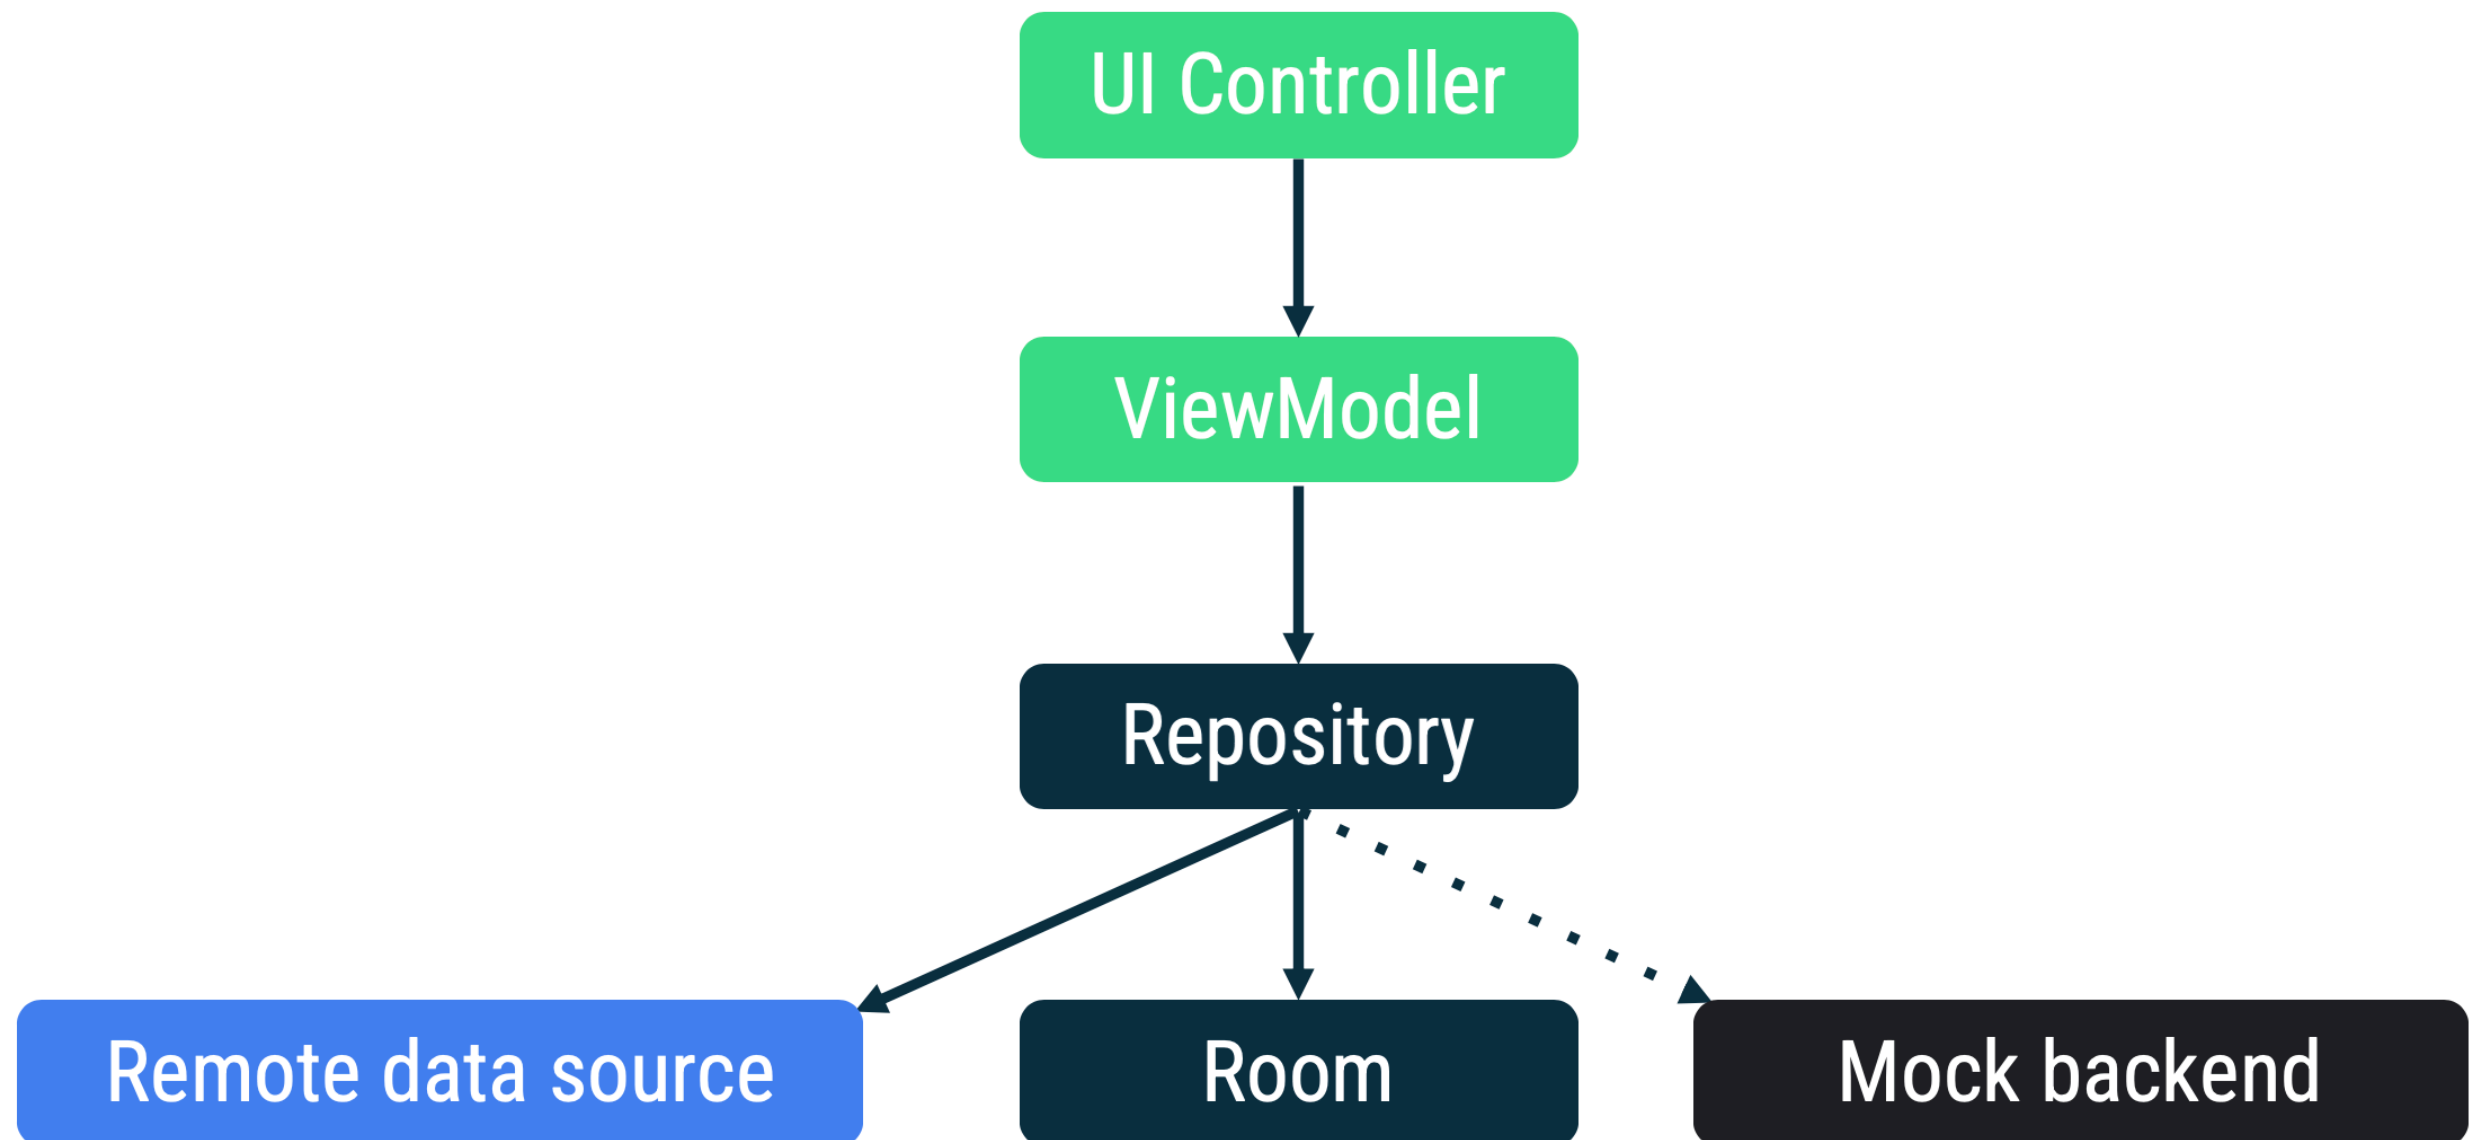 UI Controller
ViewModel
Repository
Remote data source
Room
Mock backend